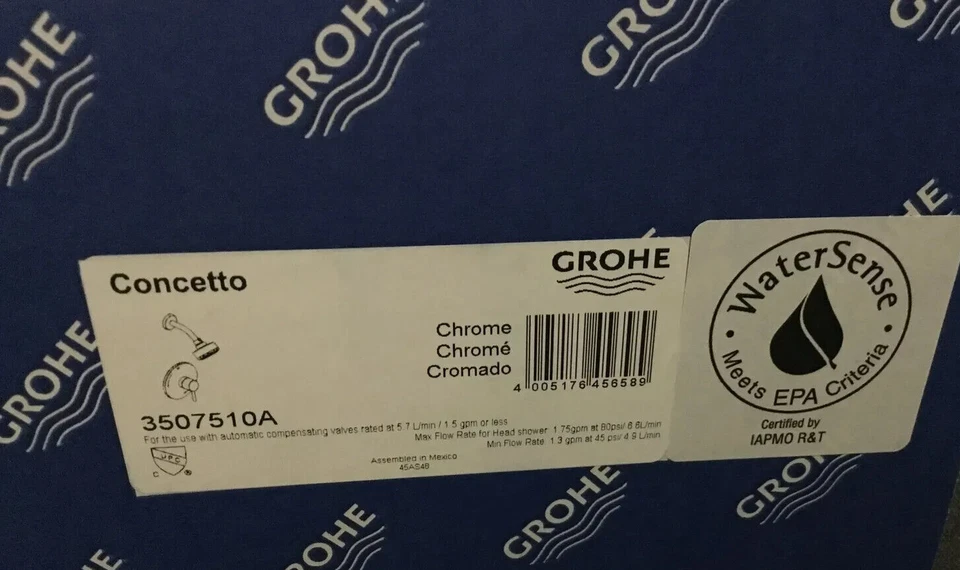 GROHE
GROHE
GROHE
Concetto
GROHE
Chrome
Chromé
Cromado
4 005176 456589
3507510A
For the use with automatic compensating valves rated at 5.7 L/min / 1.5 gpm or less
Max Flow Rate for Head shower: 1.75gpm at 80psi/ 6.6L/min
Min Flow Rate: 1.3 gpm at 45 psi/ 4.9 L/min
UPC
C ®
Assembled in Mexico
WaterSense
Meets EPA Criteria
Certified by
IAPMO R&T
GROHE
GROHE
GROHE
GROHE